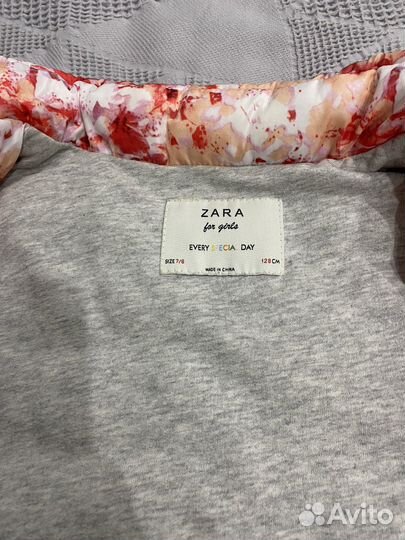 ZARA
for girls
EVERY SPECIAL DAY
SIZE 7/8 128 CM
MADE IN CHINA
Avito